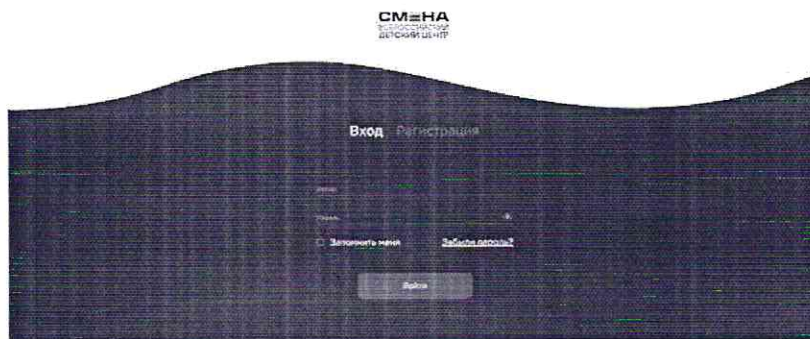 СМЕНА
ВСЕРОССИЙСКИЙ
ДЕТСКИЙ ЦЕНТР
Вход Регистрация
Пароль
Запомнить меня Забыли пароль?
Войти